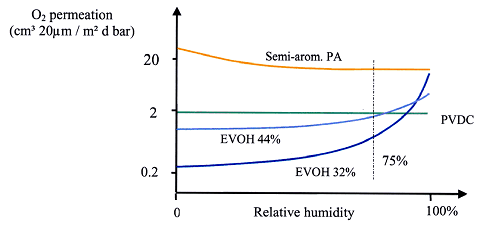 O₂ permeation
(cm³ 20µm / m² d bar)
20
Semi-arom. PA
2
PVDC
EVOH 44%
75%
0.2
EVOH 32%
0
Relative humidity
100%